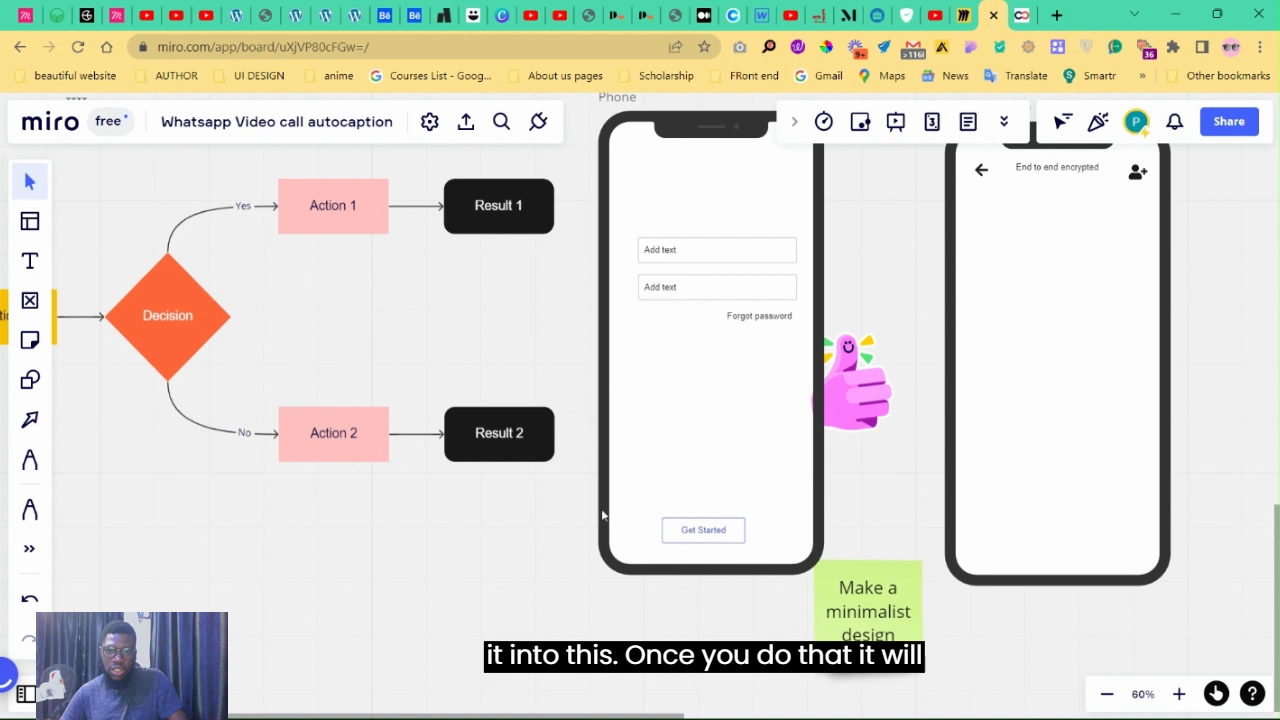 miro.com/app/board/uXjVP80cFGw=/
9+
>116l
36
beautiful website
AUTHOR
UI DESIGN
anime
Courses List - Goog...
About us pages
Scholarship
FRont end
Gmail
Maps
News
Translate
Smartr
»
Other bookmarks
miro
free
Whatsapp Video call autocaption
Share
Phone
End to end encrypted
Yes
Action 1
Result 1
Decision
No
Action 2
Result 2
Add text
Add text
Forgot password
Get Started
Make a
minimalist
design
it into this. Once you do that it will
60%